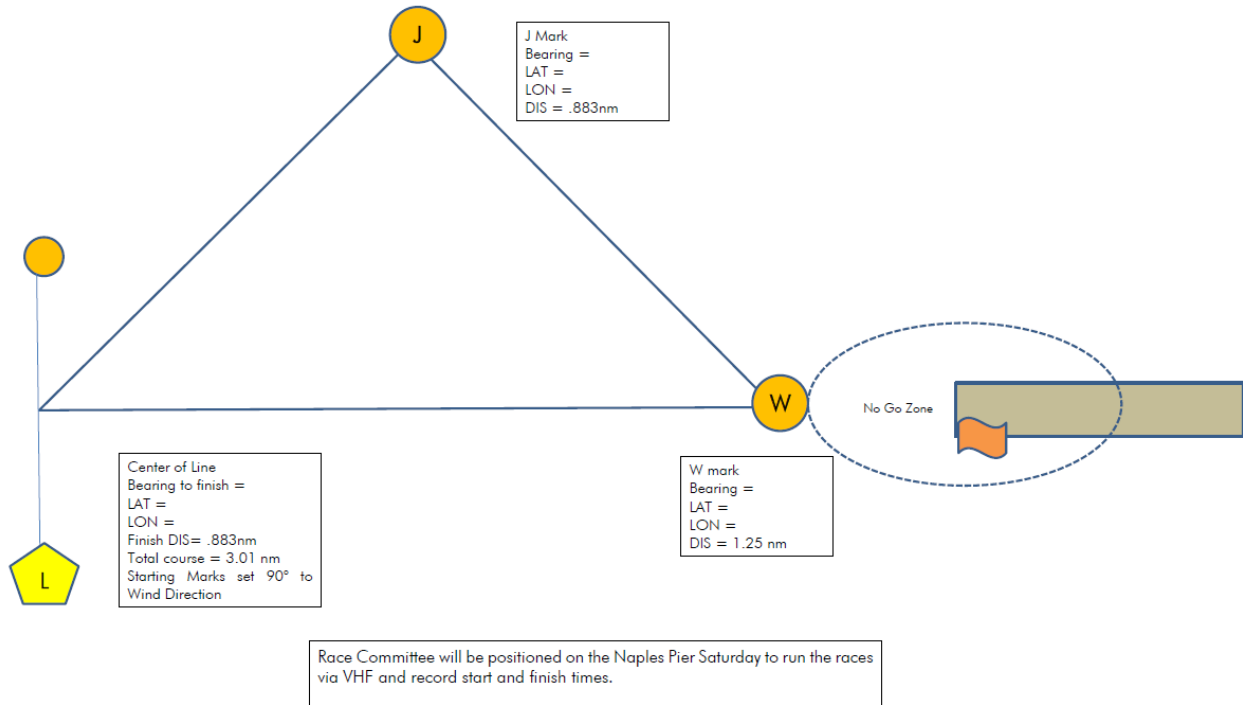 J
J Mark
Bearing =
LAT =
LON =
DIS = .883nm
W
No Go Zone
Center of Line
Bearing to finish =
LAT =
LON =
Finish DIS= .883nm
Total course = 3.01 nm
Starting Marks set 90° to
Wind Direction
W mark
Bearing =
LAT =
LON =
DIS = 1.25 nm
L
Race Committee will be positioned on the Naples Pier Saturday to run the races
via VHF and record start and finish times.